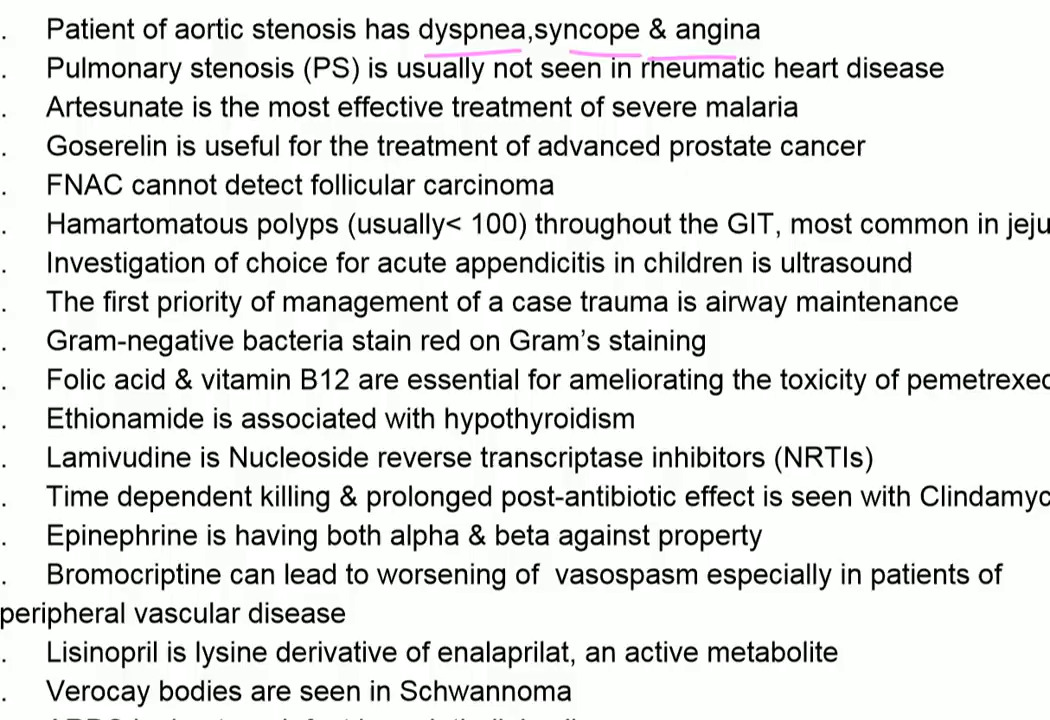 . Patient of aortic stenosis has dyspnea,syncope & angina
. Pulmonary stenosis (PS) is usually not seen in rheumatic heart disease
. Artesunate is the most effective treatment of severe malaria
. Goserelin is useful for the treatment of advanced prostate cancer
. FNAC cannot detect follicular carcinoma
. Hamartomatous polyps (usually< 100) throughout the GIT, most common in jeju
. Investigation of choice for acute appendicitis in children is ultrasound
. The first priority of management of a case trauma is airway maintenance
. Gram-negative bacteria stain red on Gram’s staining
. Folic acid & vitamin B12 are essential for ameliorating the toxicity of pemetrexed
. Ethionamide is associated with hypothyroidism
. Lamivudine is Nucleoside reverse transcriptase inhibitors (NRTIs)
. Time dependent killing & prolonged post-antibiotic effect is seen with Clindamyc
. Epinephrine is having both alpha & beta against property
. Bromocriptine can lead to worsening of vasospasm especially in patients of
peripheral vascular disease
. Lisinopril is lysine derivative of enalaprilat, an active metabolite
. Verocay bodies are seen in Schwannoma